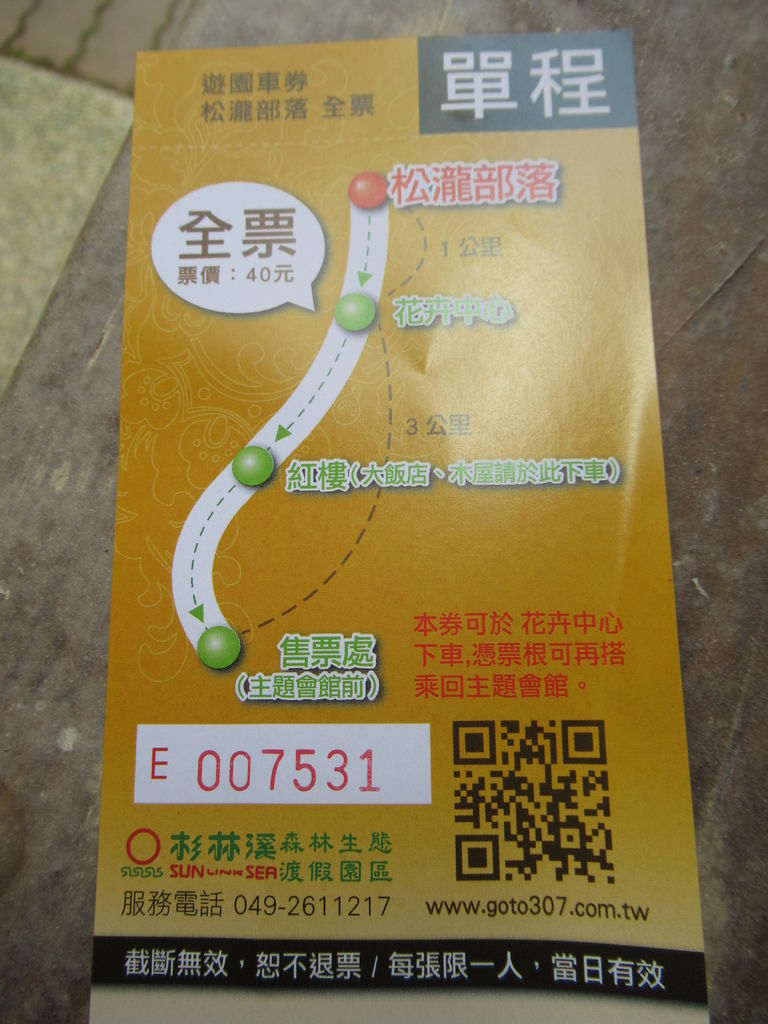 遊園車券
松瀧部落 全票
單程
松瀧部落
全票
票價：40元
1 公里
花卉中心
3 公里
紅樓(大飯店、木屋請於此下車)
售票處
(主題會館前)
本券可於 花卉中心
下車,憑票根可再搭
乘回主題會館。
E 007531
杉林溪 森林生態
SUN LINK SEA 渡假園區
服務電話 049-2611217
www.goto307.com.tw
截斷無效，恕不退票 / 每張限一人，當日有效